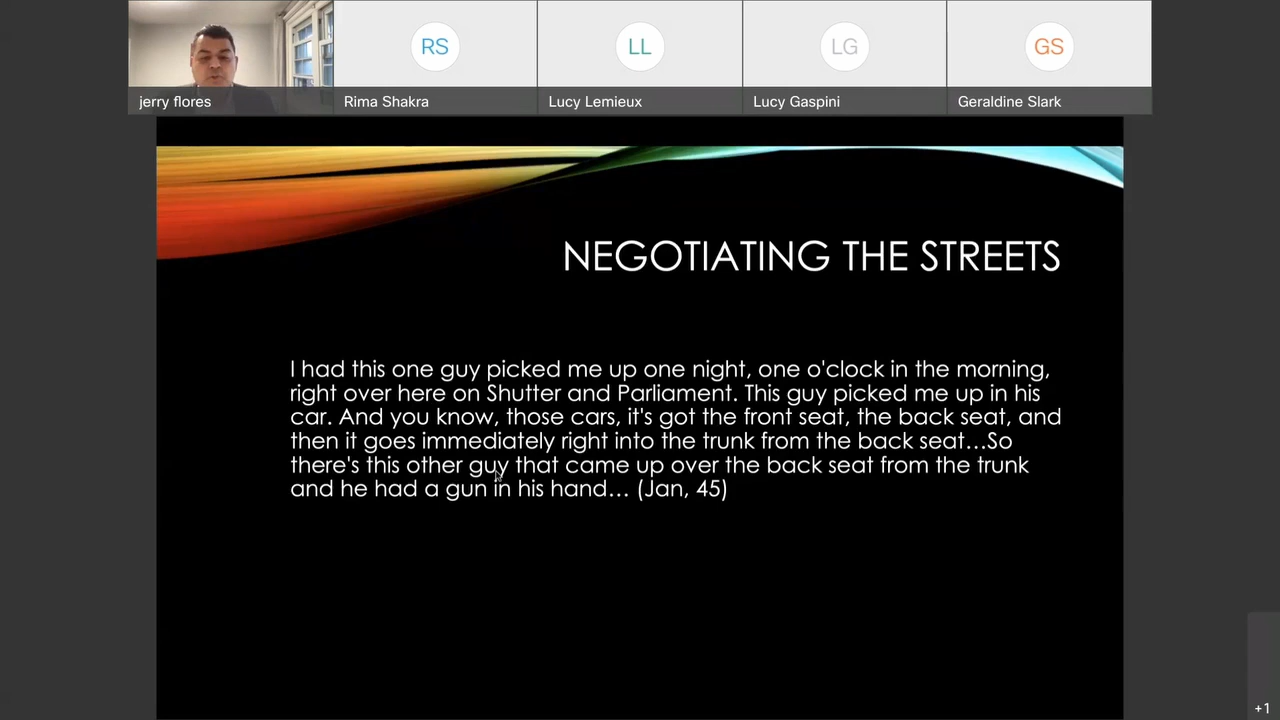 RS
LL
LG
GS
jerry flores
Rima Shakra
Lucy Lemieux
Lucy Gaspini
Geraldine Slark
NEGOTIATING THE STREETS
I had this one guy picked me up one night, one o'clock in the morning,
right over here on Shutter and Parliament. This guy picked me up in his
car. And you know, those cars, it's got the front seat, the back seat, and
then it goes immediately right into the trunk from the back seat…So
there's this other guy that came up over the back seat from the trunk
and he had a gun in his hand… (Jan, 45)
+1